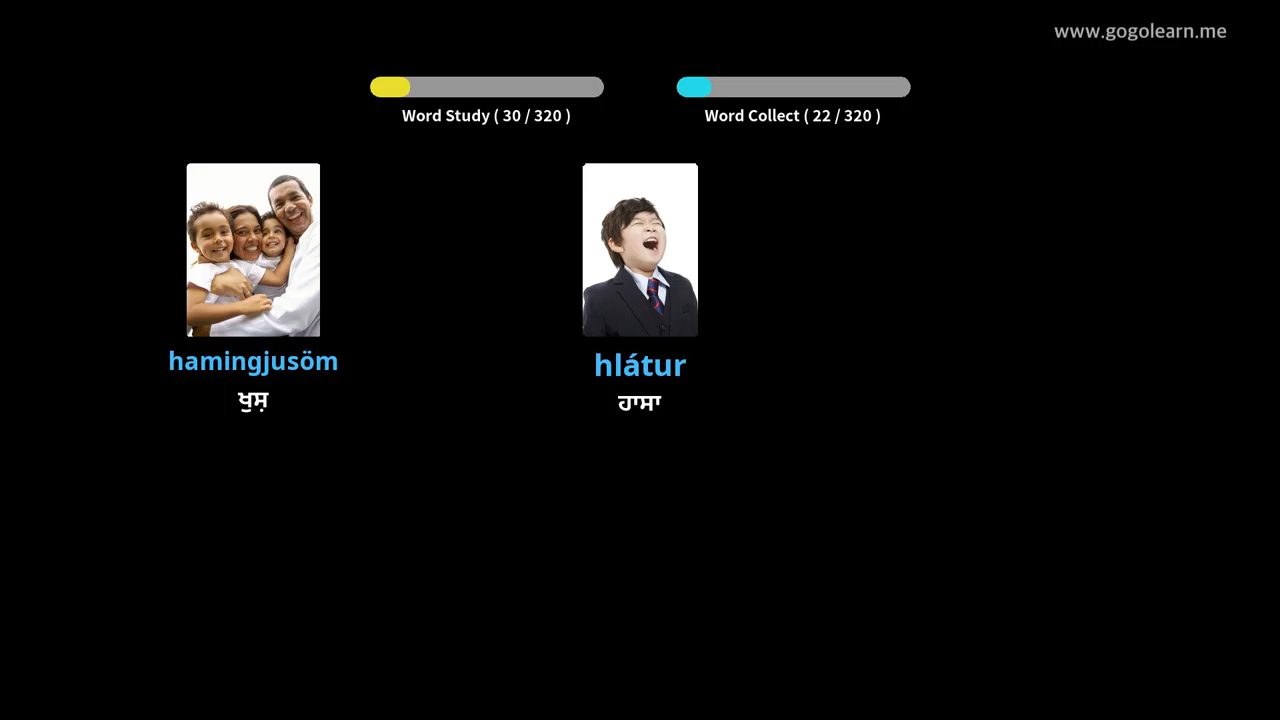 www.gogolearn.me
Word Study ( 30 / 320 )
Word Collect ( 22 / 320 )
hamingjusöm
ਖੁਸ਼
hlátur
ਹਾਸਾ